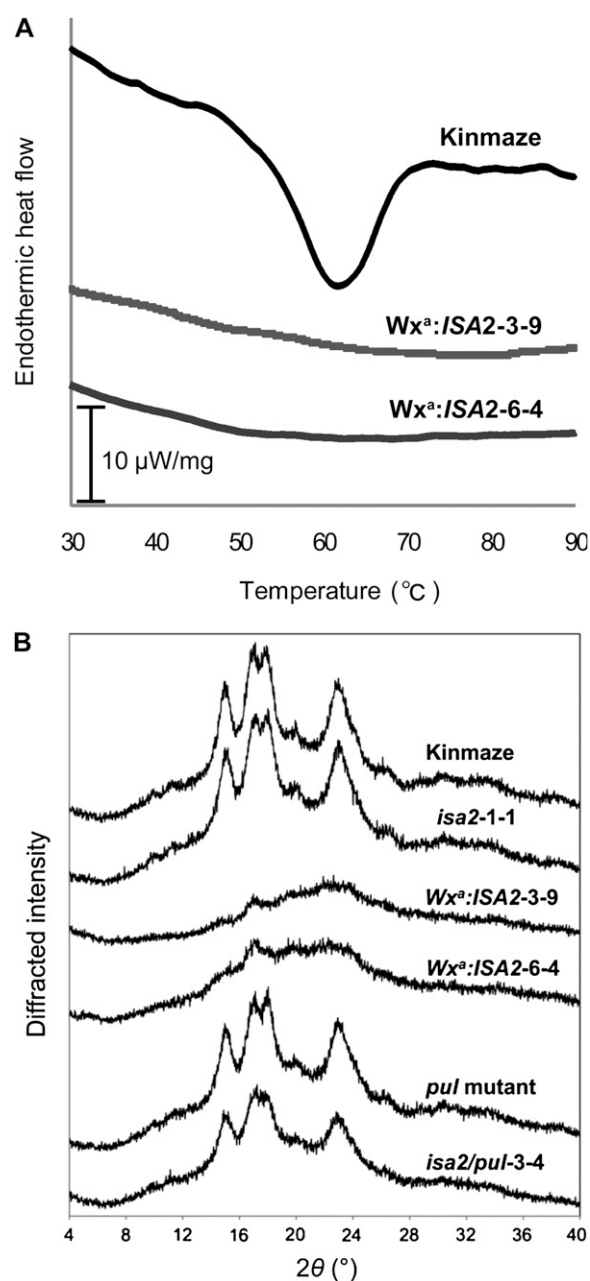 A
Endothermic heat flow
Kinmaze
Wxᵃ:ISA2-3-9
Wxᵃ:ISA2-6-4
10 µW/mg
30 40 50 60 70 80 90
Temperature (°C)
B
Diffracted intensity
Kinmaze
isa2-1-1
Wxᵃ:ISA2-3-9
Wxᵃ:ISA2-6-4
pul mutant
isa2/pul-3-4
4 8 12 16 20 24 28 32 36 40
2θ (°)